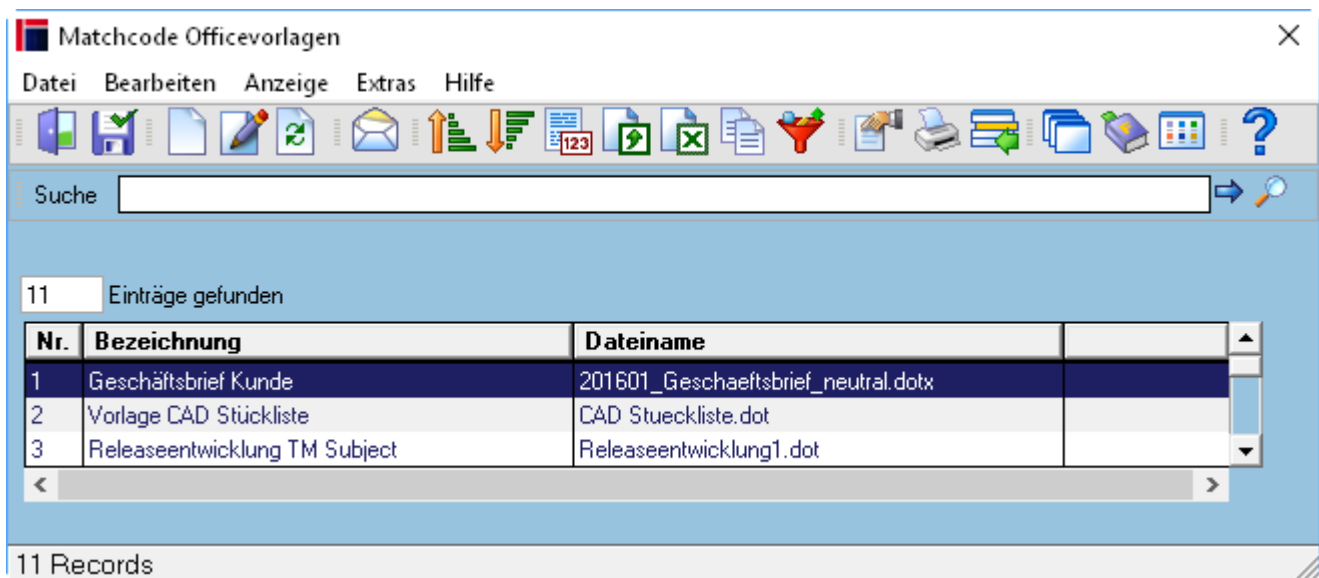 Matchcode Officevorlagen
Datei Bearbeiten Anzeige Extras Hilfe
123
Suche
11 Einträge gefunden
Nr. Bezeichnung Dateiname
1 Geschäftsbrief Kunde 201601_Geschaeftsbrief_neutral.dotx
2 Vorlage CAD Stückliste CAD Stueckliste.dot
3 Releaseentwicklung TM Subject Releaseentwicklung1.dot
11 Records